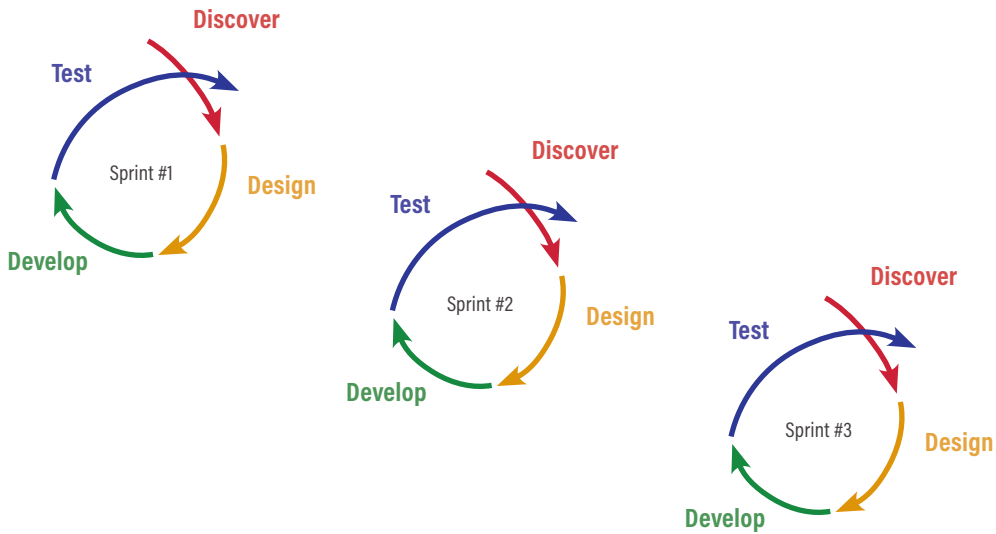 Discover
Test
Sprint #1
Design
Develop
Discover
Test
Sprint #2
Design
Develop
Discover
Test
Sprint #3
Design
Develop